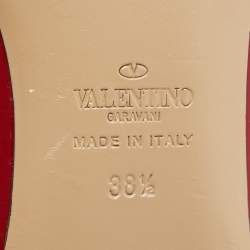 VALENTINO
GARAVANI
MADE IN ITALY
38½